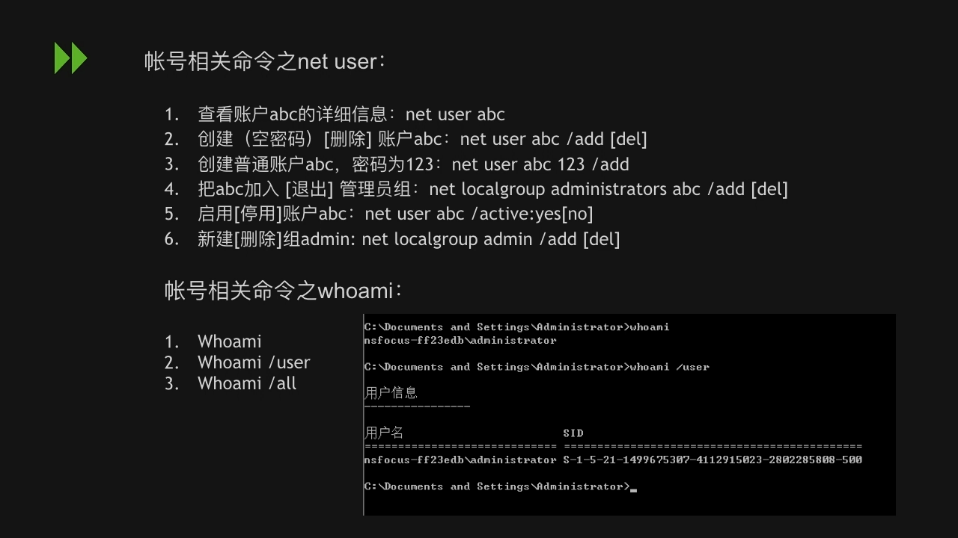 帐号相关命令之net user：
1. 查看账户abc的详细信息：net user abc
2. 创建（空密码）[删除] 账户abc：net user abc /add [del]
3. 创建普通账户abc，密码为123：net user abc 123 /add
4. 把abc加入 [退出] 管理员组：net localgroup administrators abc /add [del]
5. 启用[停用]账户abc：net user abc /active:yes[no]
6. 新建[删除]组admin: net localgroup admin /add [del]
帐号相关命令之whoami：
1. Whoami
2. Whoami /user
3. Whoami /all
C:\Documents and Settings\Administrator>whoami
nsfocus-ff23edb\administrator
C:\Documents and Settings\Administrator>whoami /user
用户信息
----------------
用户名 SID
============================= =============================================
nsfocus-ff23edb\administrator S-1-5-21-1499675307-4112915023-2802285808-500
C:\Documents and Settings\Administrator>_